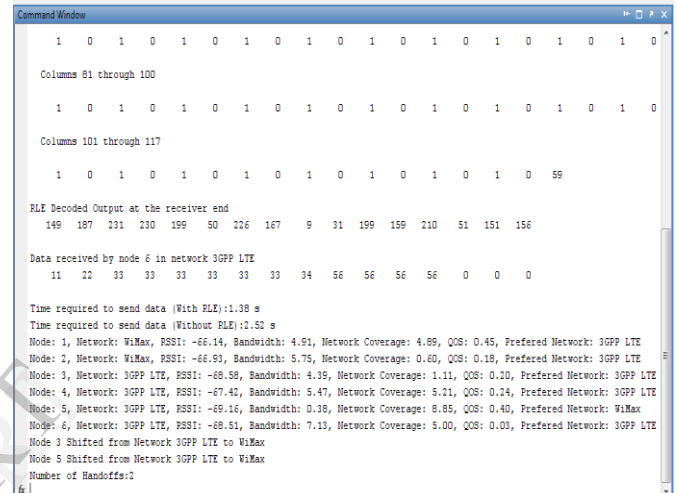 Command Window
1 0 1 0 1 0 1 0 1 0 1 0 1 0 1 0 1 0 1 0
Columns 81 through 100
1 0 1 0 1 0 1 0 1 0 1 0 1 0 1 0 1 0 1 0
Columns 101 through 117
1 0 1 0 1 0 1 0 1 0 1 0 1 0 1 0 59
RLE Decoded Output at the receiver end
149 187 231 230 199 50 226 167 9 31 199 159 210 51 151 156
Data received by node 6 in network 3GPP LTE
11 22 33 33 33 33 33 33 34 56 56 56 56 0 0 0
Time required to send data (With RLE):1.38 s
Time required to send data (Without RLE):2.52 s
Node: 1, Network: WiMax, RSSI: -66.14, Bandwidth: 4.91, Network Coverage: 4.89, QOS: 0.45, Prefered Network: 3GPP LTE
Node: 2, Network: WiMax, RSSI: -66.93, Bandwidth: 5.75, Network Coverage: 0.60, QOS: 0.18, Prefered Network: 3GPP LTE
Node: 3, Network: 3GPP LTE, RSSI: -68.58, Bandwidth: 4.39, Network Coverage: 1.11, QOS: 0.20, Prefered Network: 3GPP LTE
Node: 4, Network: 3GPP LTE, RSSI: -67.42, Bandwidth: 5.47, Network Coverage: 5.21, QOS: 0.24, Prefered Network: 3GPP LTE
Node: 5, Network: 3GPP LTE, RSSI: -69.16, Bandwidth: 0.38, Network Coverage: 8.85, QOS: 0.40, Prefered Network: WiMax
Node: 6, Network: 3GPP LTE, RSSI: -68.51, Bandwidth: 7.13, Network Coverage: 5.00, QOS: 0.03, Prefered Network: 3GPP LTE
Node 3 Shifted from Network 3GPP LTE to WiMax
Node 5 Shifted from Network 3GPP LTE to WiMax
Number of Handoffs:2
fx